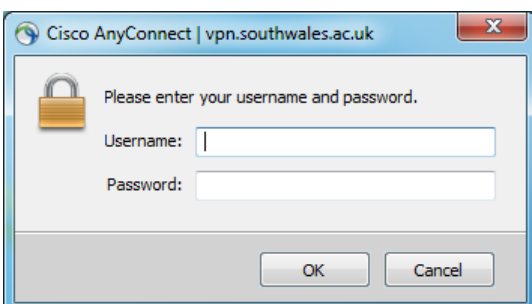 Cisco AnyConnect | vpn.southwales.ac.uk
Please enter your username and password.
Username:
Password:
OK Cancel